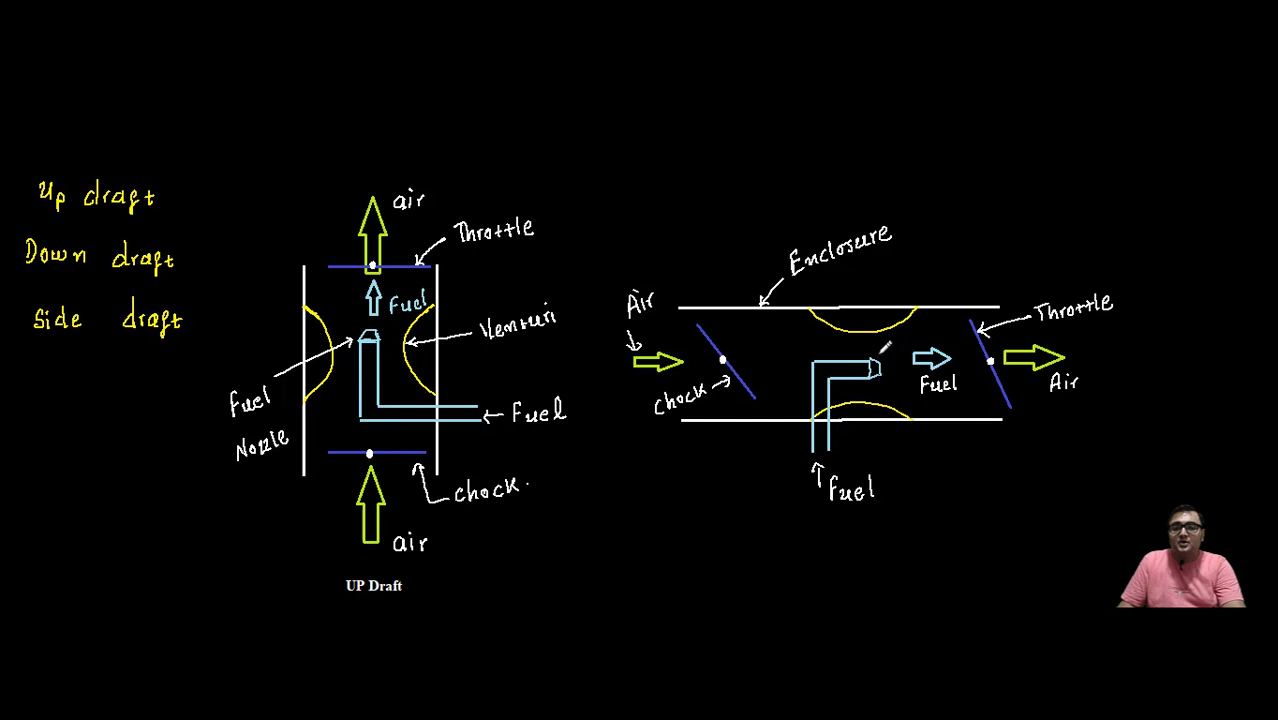 Up draft
Down draft
Side draft
air
Throttle
Fuel
Venturi
Fuel
Nozzle
Fuel
chock
air
UP Draft
Enclosure
Air
Throttle
chock
Fuel
Air
Fuel